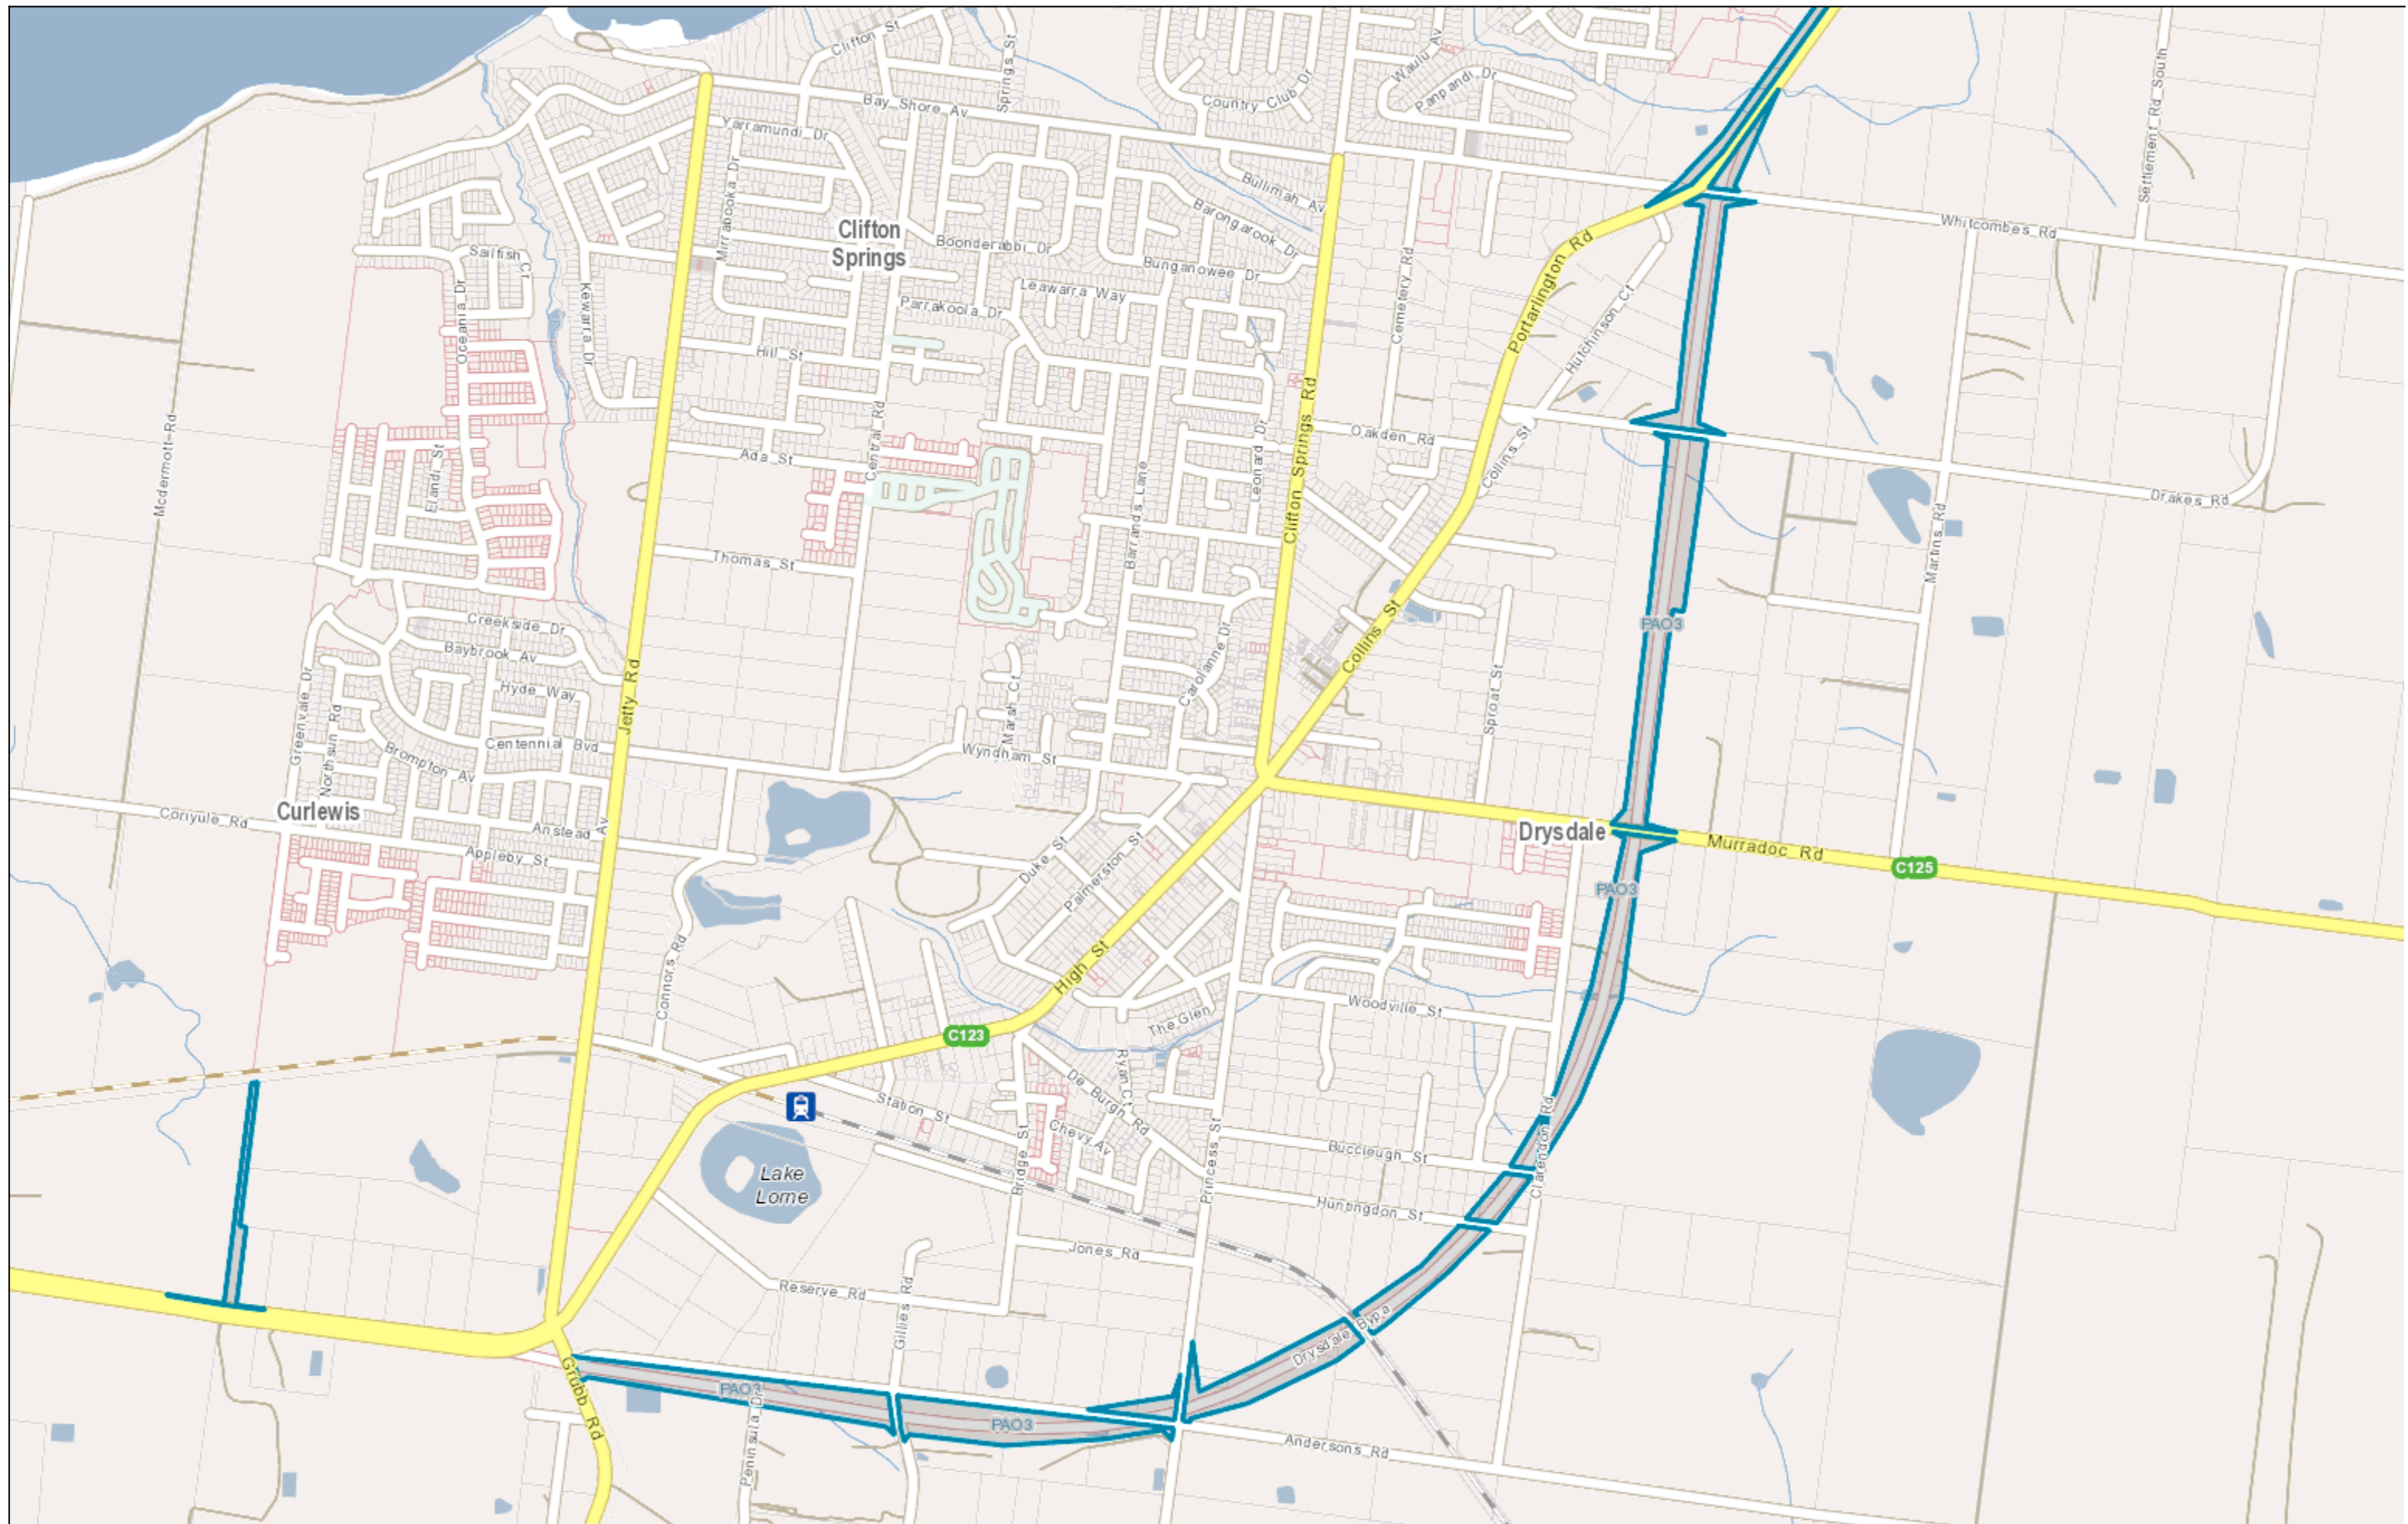 Clifton St
Springs St
Waulu Av
Panpandi Dr
Country Club Dr
Bay Shore Av
Yarramundi Dr
Settlement Rd South
Mirrabooka Dr
Bullimah Av
Barongarook Dr
Whitcombes Rd
Clifton
Springs
Boonderabbi Dr
Bunganowee Dr
Sailfish Cr
Oceania Dr
Kewarra Dr
Leawarra Way
Parrakoola Dr
Cemetery Rd
Portarlington Rd
Hutchinson Ct
Hill St
Mcdermott Rd
Elandi St
Central Rd
Ada St
Barrands Lane
Leonard Dr
Clifton Springs Rd
Oakden Rd
Collins St
Drakes Rd
Martins Rd
Thomas St
Creekside Dr
Baybrook Av
Hyde Way
Greenvale Dr
Northsun Rd
Brompton Av
Centennial Bvd
Jetty Rd
Marsh Ct
Wyndham St
Carolanne Dr
Collins St
Sproat St
PAO3
Coriyule Rd
Curlewis
Anstead Av
Appleby St
Duke St
Palmerston St
Drysdale
Murradoc Rd
C125
PAO3
Connors Rd
High St
C123
The Glen
Woodville St
Ryan Ct
De Burgh Rd
Station St
Chevy Av
Bridge St
Princess St
Buccleugh St
Clarendon Rd
Lake
Lorne
Huntingdon St
Jones Rd
Reserve Rd
Gillies Rd
Drysdale Bypa
Grubb Rd
PAO3
Peninsula Dr
PAO3
Andersons Rd